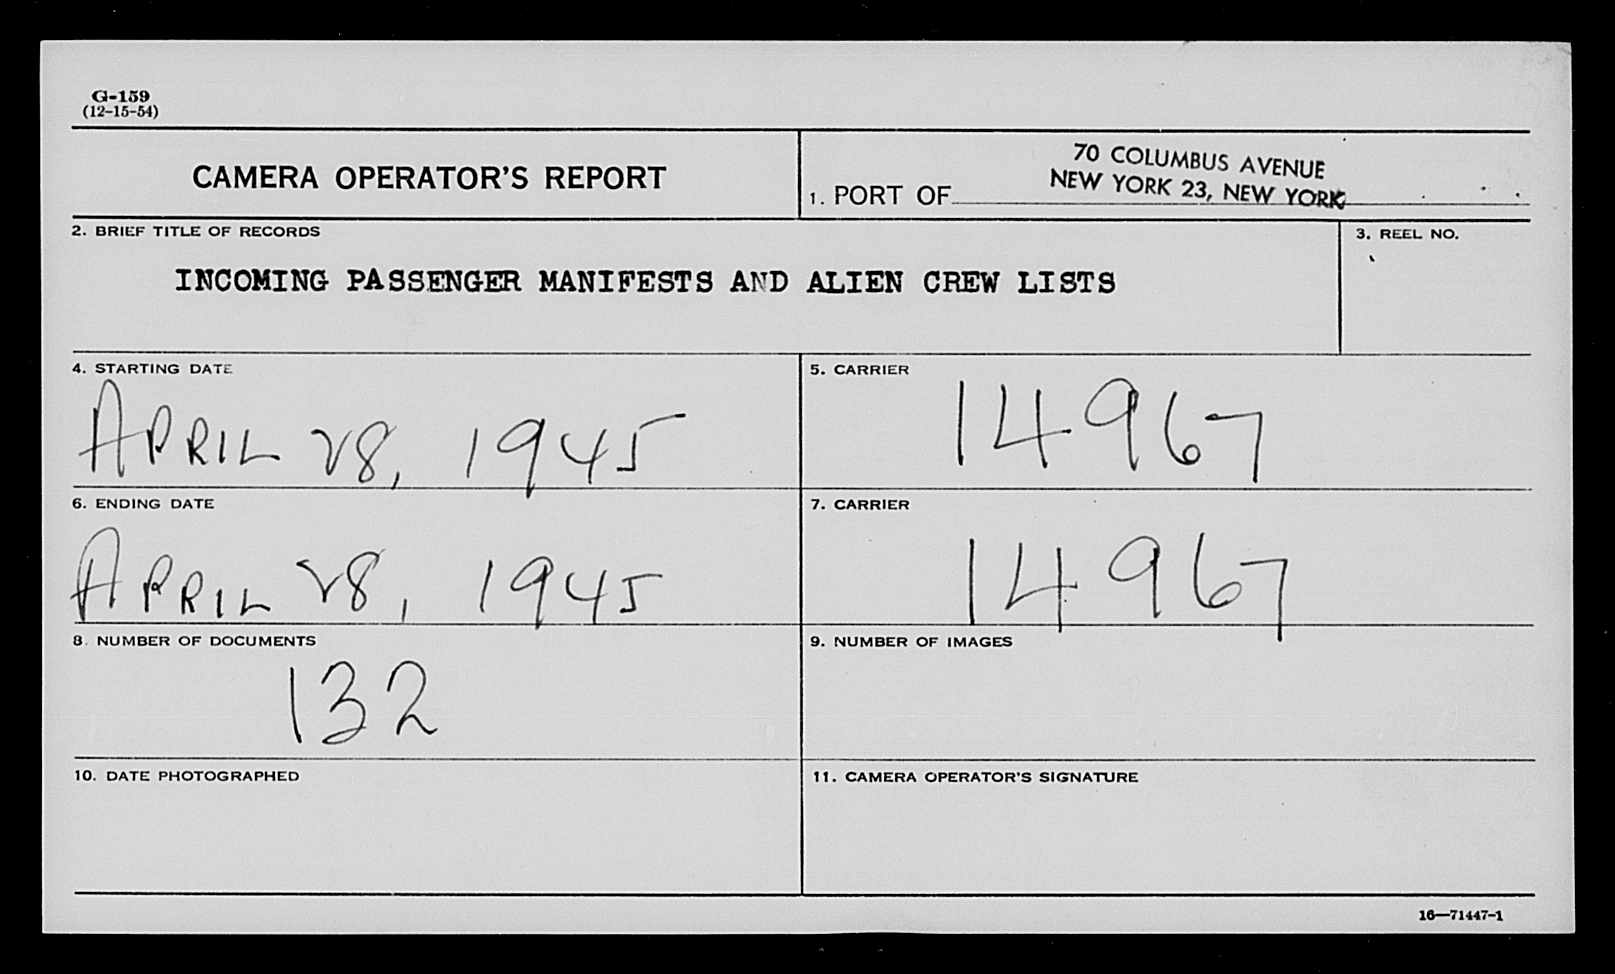 G-159
(12-15-54)
CAMERA OPERATOR'S REPORT
1. PORT OF
70 COLUMBUS AVENUE
NEW YORK 23, NEW YORK
2. BRIEF TITLE OF RECORDS
INCOMING PASSENGER MANIFESTS AND ALIEN CREW LISTS
3. REEL NO.
4. STARTING DATE
APRIL 28, 1945
5. CARRIER
14967
6. ENDING DATE
APRIL 28, 1945
7. CARRIER
14967
8. NUMBER OF DOCUMENTS
132
9. NUMBER OF IMAGES
10. DATE PHOTOGRAPHED
11. CAMERA OPERATOR'S SIGNATURE
16—71447-1